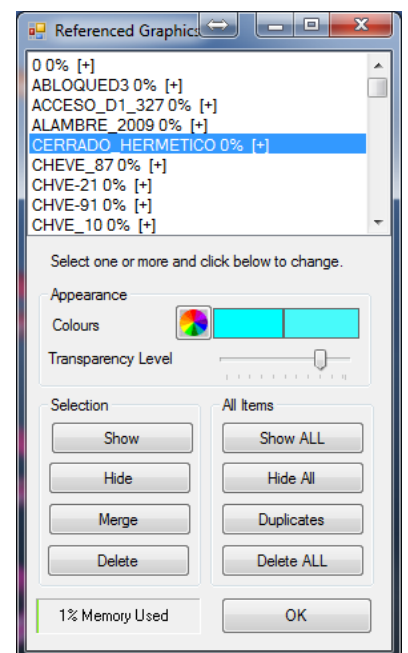 Referenced Graphics
0 0% [+]
ABLOQUED3 0% [+]
ACCESO_D1_327 0% [+]
ALAMBRE_2009 0% [+]
CERRADO_HERMETICO 0% [+]
CHEVE_87 0% [+]
CHVE-21 0% [+]
CHVE-91 0% [+]
CHVE_10 0% [+]
Select one or more and click below to change.
Appearance
Colours
Transparency Level
Selection
All Items
Show
Show ALL
Hide
Hide All
Merge
Duplicates
Delete
Delete ALL
1% Memory Used
OK